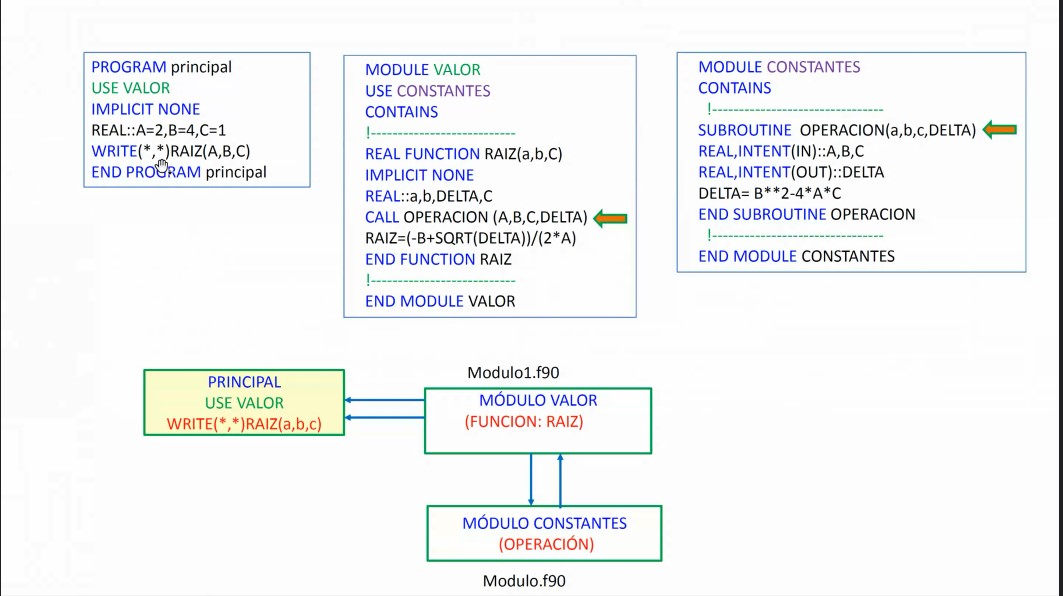 PROGRAM principal
USE VALOR
IMPLICIT NONE
REAL::A=2,B=4,C=1
WRITE(*,*)RAIZ(A,B,C)
END PROGRAM principal
MODULE VALOR
USE CONSTANTES
CONTAINS
!---------------------------
REAL FUNCTION RAIZ(a,b,C)
IMPLICIT NONE
REAL::a,b,DELTA,C
CALL OPERACION (A,B,C,DELTA)
RAIZ=(-B+SQRT(DELTA))/(2*A)
END FUNCTION RAIZ
!---------------------------
END MODULE VALOR
MODULE CONSTANTES
CONTAINS
!--------------------------------
SUBROUTINE OPERACION(a,b,c,DELTA)
REAL,INTENT(IN)::A,B,C
REAL,INTENT(OUT)::DELTA
DELTA= B**2-4*A*C
END SUBROUTINE OPERACION
!--------------------------------
END MODULE CONSTANTES
PRINCIPAL
USE VALOR
WRITE(*,*)RAIZ(a,b,c)
Modulo1.f90
MÓDULO VALOR
(FUNCION: RAIZ)
MÓDULO CONSTANTES
(OPERACIÓN)
Modulo.f90